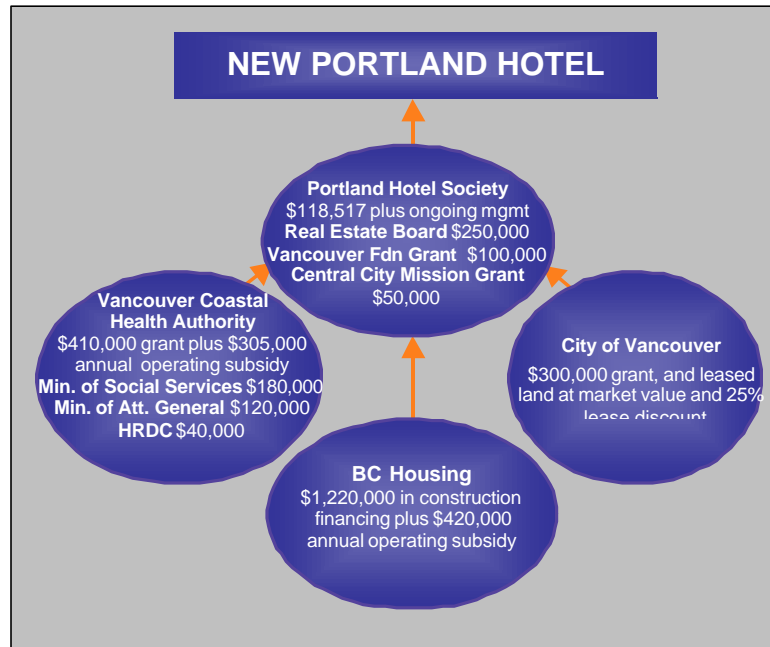 NEW PORTLAND HOTEL
Portland Hotel Society
$118,517 plus ongoing mgmt
Real Estate Board $250,000
Vancouver Fdn Grant $100,000
Central City Mission Grant
$50,000
Vancouver Coastal
Health Authority
$410,000 grant plus $305,000
annual operating subsidy
Min. of Social Services $180,000
Min. of Att. General $120,000
HRDC $40,000
City of Vancouver
$300,000 grant, and leased
land at market value and 25%
lease discount
BC Housing
$1,220,000 in construction
financing plus $420,000
annual operating subsidy